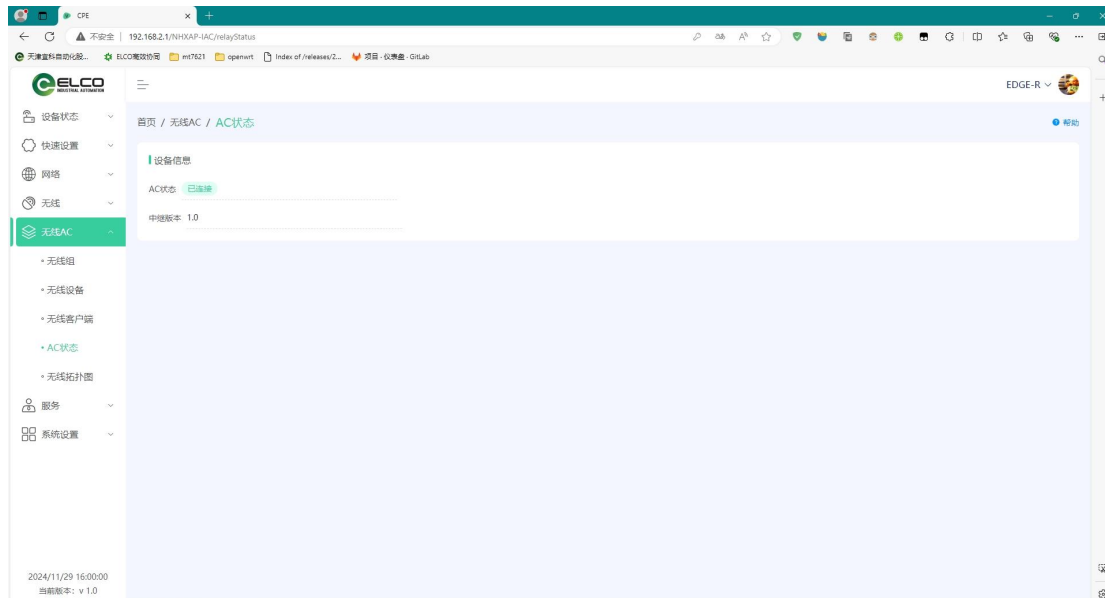 CPE
不安全 | 192.168.2.1/NHXAP-IAC/relayStatus
天津宜科自动化股... ELCO高效协同 mt7621 openwrt Index of /releases/2... 项目 · 仪表盘 · GitLab
ELCO
INDUSTRIAL AUTOMATION
EDGE-R
首页 / 无线AC / AC状态
帮助
设备状态
快速设置
网络
无线
无线AC
无线组
无线设备
无线客户端
AC状态
无线拓扑图
服务
系统设置
设备信息
AC状态 已连接
中继版本 1.0
2024/11/29 16:00:00
当前版本: v 1.0